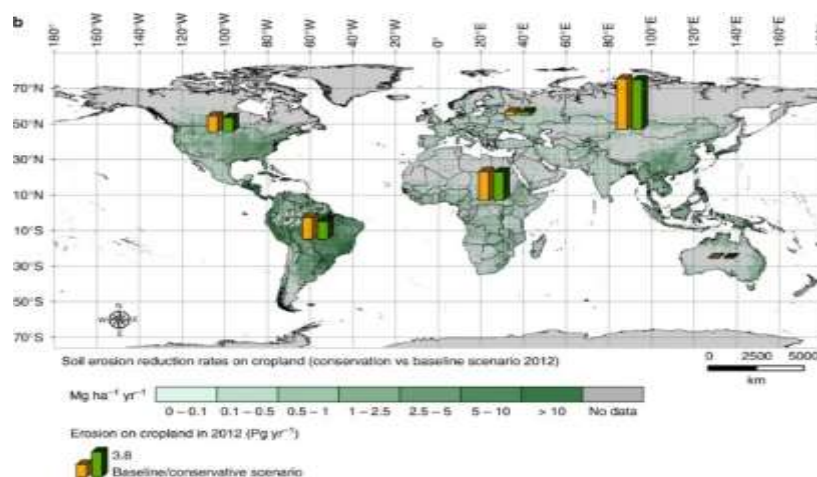 b
180° 160°W 140°W 120°W 100°W 80°W 60°W 40°W 20°W 0° 20°E 40°E 60°E 80°E 100°E 120°E 140°E 160°E
70°N
50°N
30°N
10°N
10°S
30°S
50°S
70°S
Soil erosion reduction rates on cropland (conservation vs baseline scenario 2012)
0 2500 5000
km
Mg ha⁻¹ yr⁻¹
0 – 0.1 0.1 – 0.5 0.5 – 1 1 – 2.5 2.5 – 5 5 – 10 > 10 No data
Erosion on cropland in 2012 (Pg yr⁻¹)
3.8
Baseline/conservative scenario